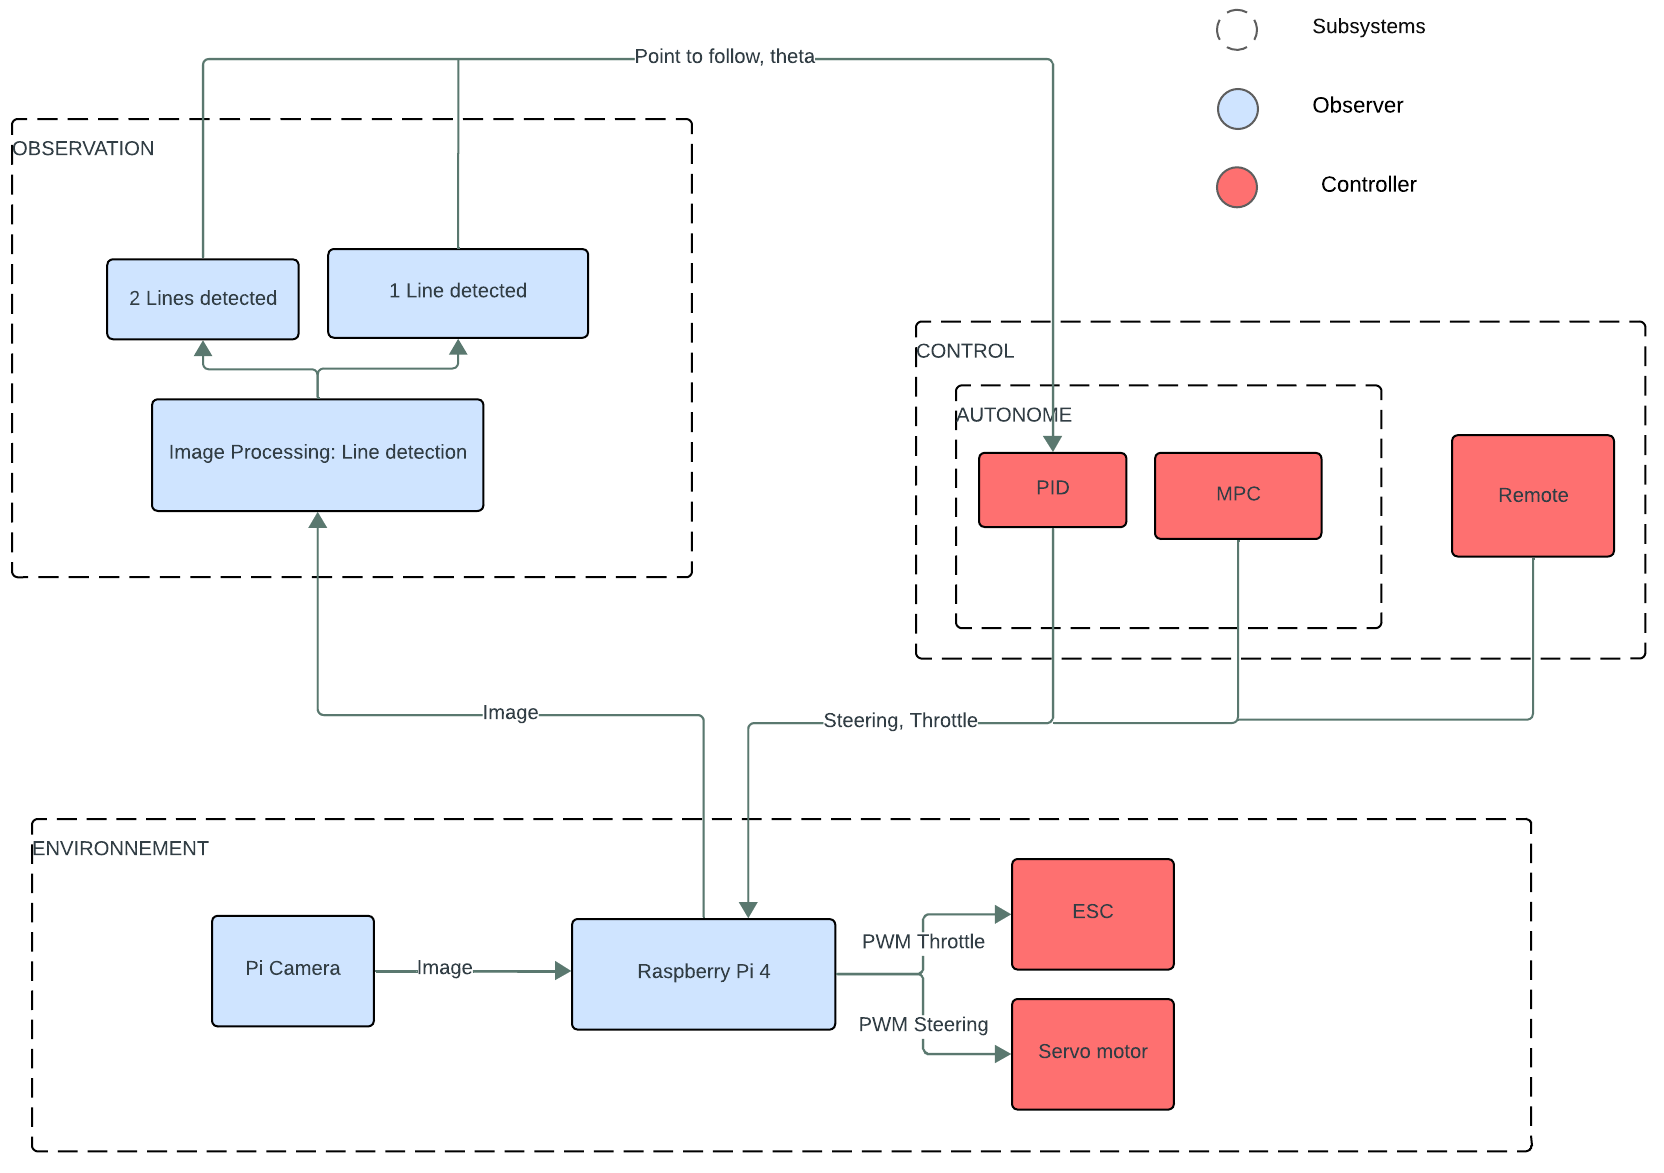 Subsystems
Point to follow, theta
Observer
OBSERVATION
Controller
2 Lines detected
1 Line detected
Image Processing: Line detection
CONTROL
AUTONOME
PID
MPC
Remote
Image
Steering, Throttle
ENVIRONNEMENT
Pi Camera
Image
Raspberry Pi 4
PWM Throttle
ESC
PWM Steering
Servo motor